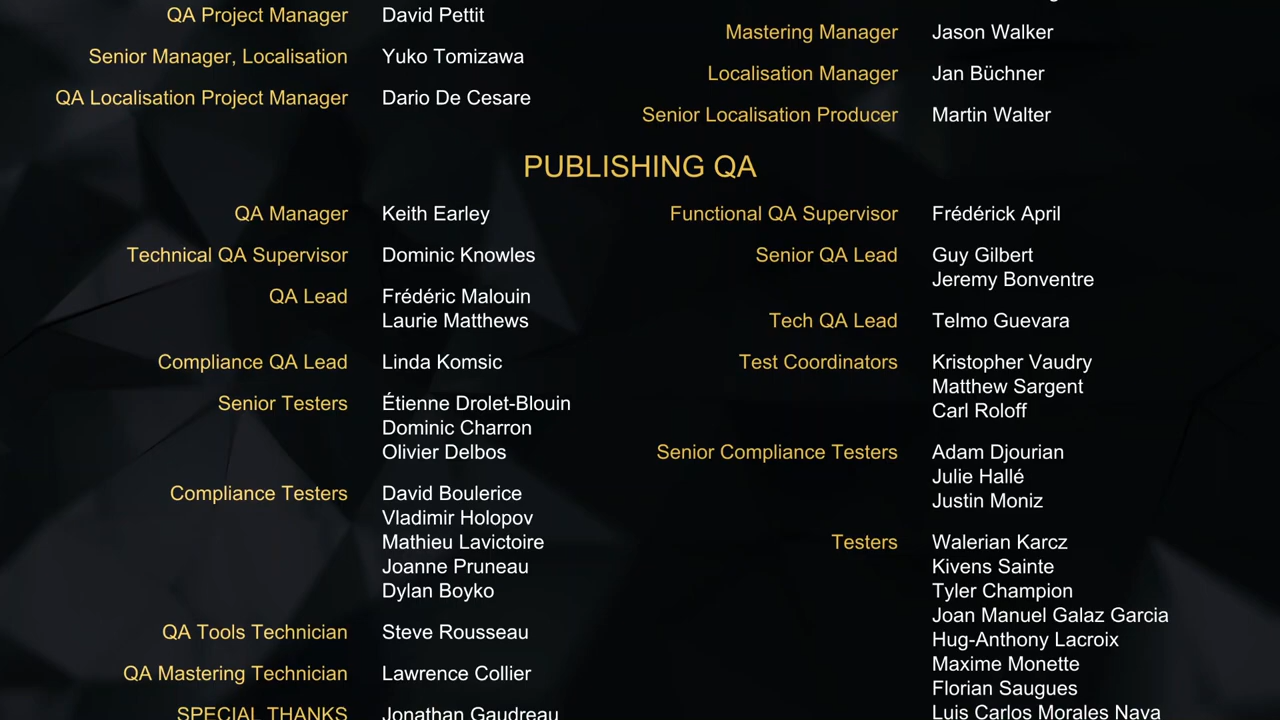 QA Project Manager David Pettit
Senior Manager, Localisation Yuko Tomizawa
QA Localisation Project Manager Dario De Cesare
Mastering Manager Jason Walker
Localisation Manager Jan Büchner
Senior Localisation Producer Martin Walter
PUBLISHING QA
QA Manager Keith Earley
Technical QA Supervisor Dominic Knowles
QA Lead Frédéric Malouin
Laurie Matthews
Compliance QA Lead Linda Komsic
Senior Testers Étienne Drolet-Blouin
Dominic Charron
Olivier Delbos
Compliance Testers David Boulerice
Vladimir Holopov
Mathieu Lavictoire
Joanne Pruneau
Dylan Boyko
QA Tools Technician Steve Rousseau
QA Mastering Technician Lawrence Collier
SPECIAL THANKS Jonathan Gaudreau
Functional QA Supervisor Frédérick April
Senior QA Lead Guy Gilbert
Jeremy Bonventre
Tech QA Lead Telmo Guevara
Test Coordinators Kristopher Vaudry
Matthew Sargent
Carl Roloff
Senior Compliance Testers Adam Djourian
Julie Hallé
Justin Moniz
Testers Walerian Karcz
Kivens Sainte
Tyler Champion
Joan Manuel Galaz Garcia
Hug-Anthony Lacroix
Maxime Monette
Florian Saugues
Luis Carlos Morales Nava